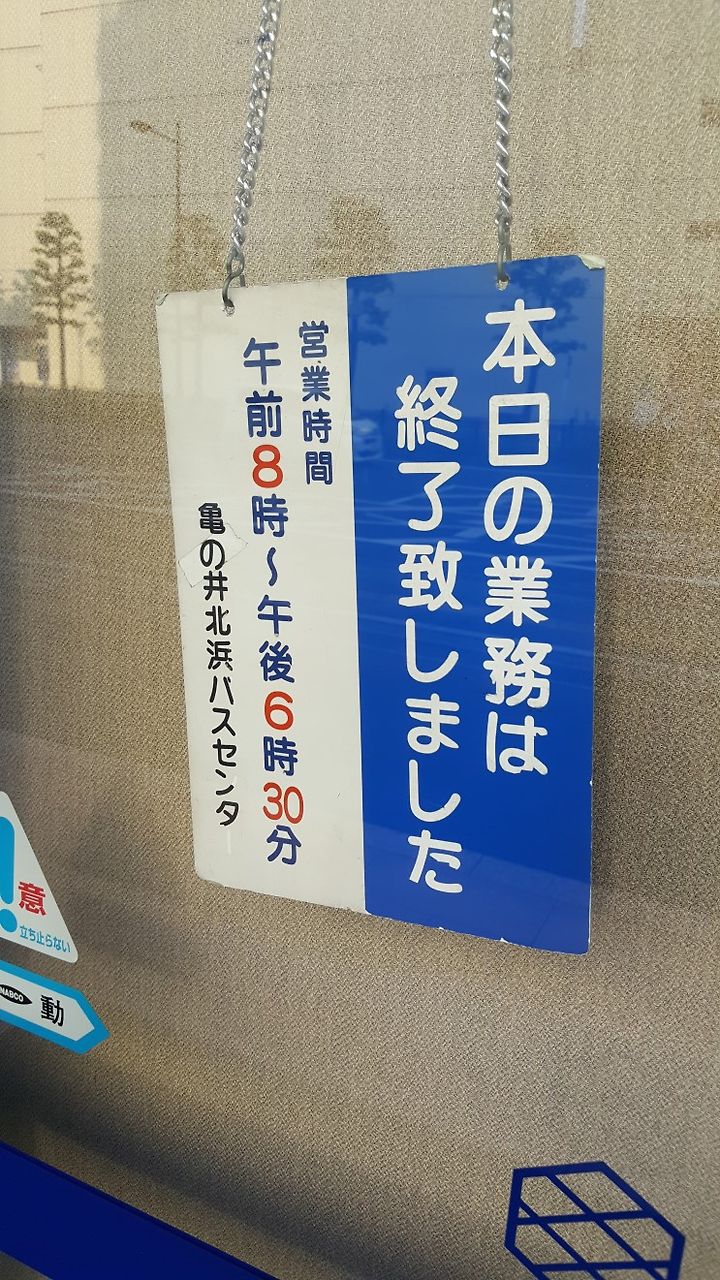 本日の業務は
終了致しました
営業時間
午前8時～午後6時30分
亀の井北浜バスセンタ
意
立ち止らない
NABCO
動